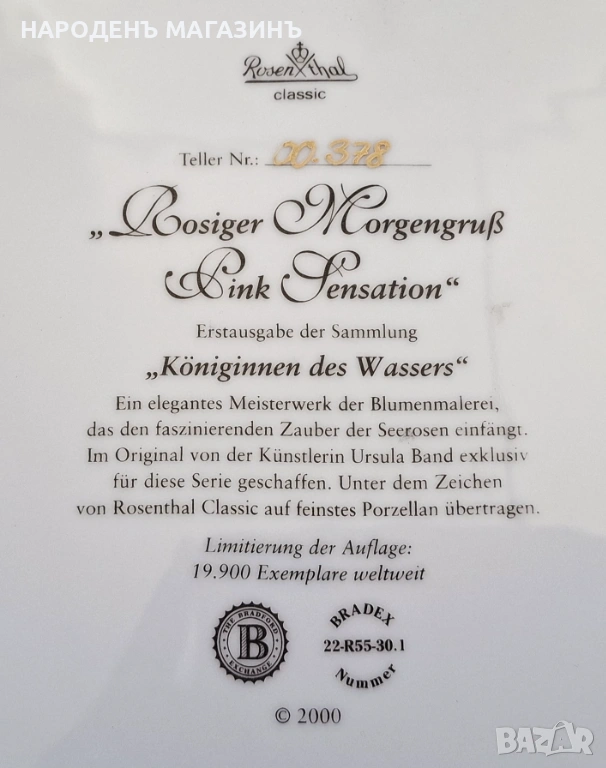 НАРОДЕНЪ МАГАЗИНЪ
Rosenthal
classic
Teller Nr.: 00.378
„Rosiger Morgengruß
Pink Sensation“
Erstausgabe der Sammlung
„Königinnen des Wassers“
Ein elegantes Meisterwerk der Blumenmalerei,
das den faszinierenden Zauber der Seerosen einfängt.
Im Original von der Künstlerin Ursula Band exklusiv
für diese Serie geschaffen. Unter dem Zeichen
von Rosenthal Classic auf feinstes Porzellan übertragen.
Limitierung der Auflage:
19.900 Exemplare weltweit
THE BRADFORD
B
EXCHANGE
BRADEX
22-R55-30.1
Nummer
© 2000
BAZAR